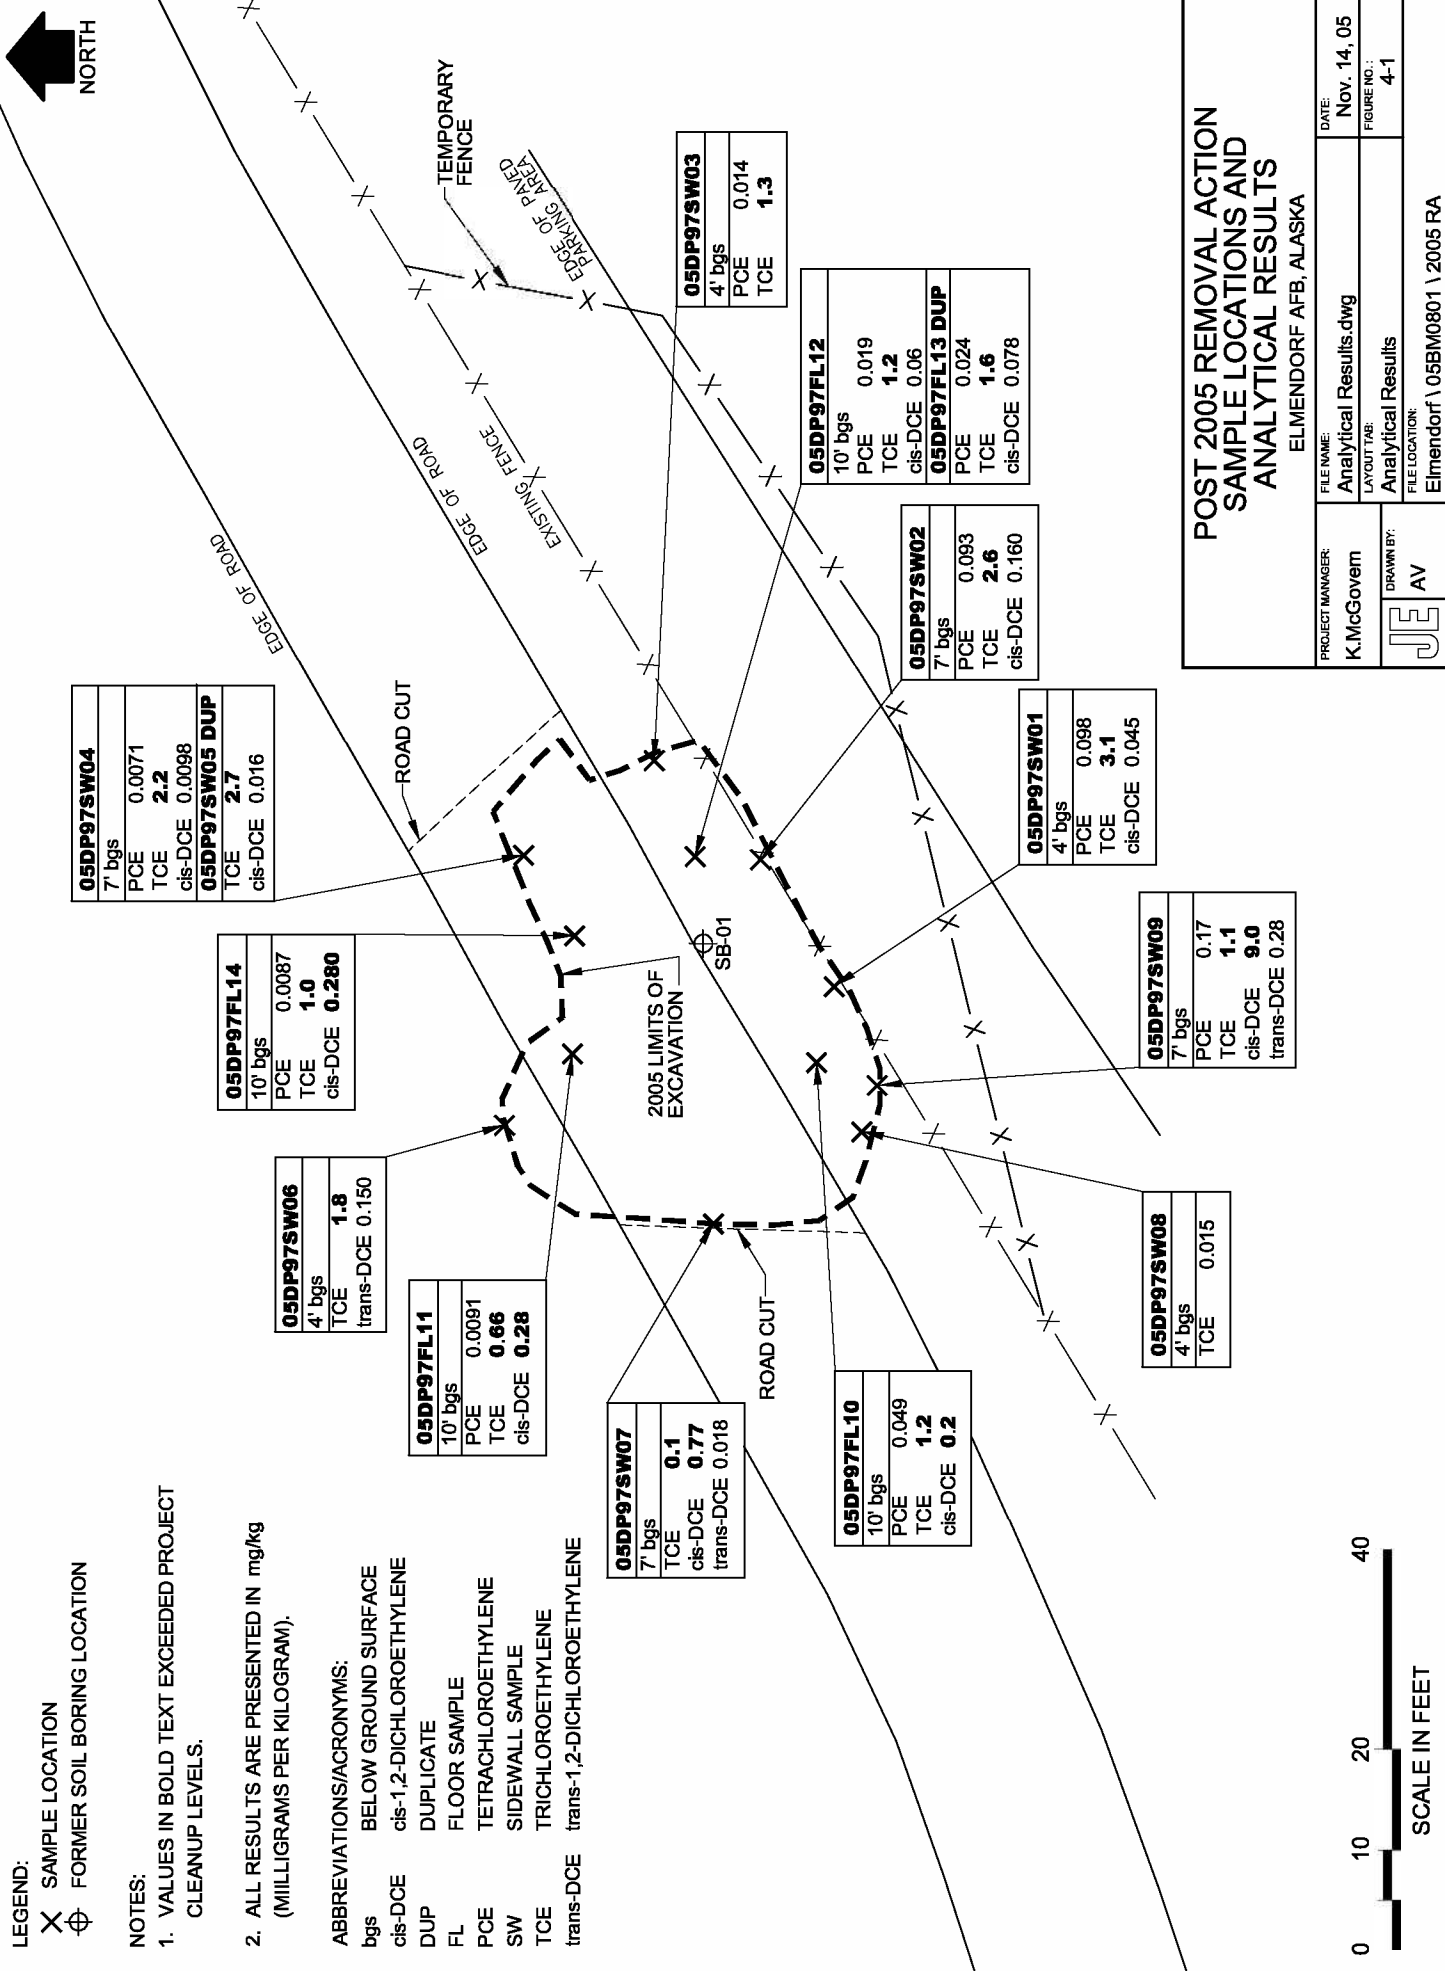 LEGEND:
SAMPLE LOCATION
FORMER SOIL BORING LOCATION
NOTES:
1. VALUES IN BOLD TEXT EXCEEDED PROJECT
CLEANUP LEVELS.
2. ALL RESULTS ARE PRESENTED IN mg/kg
(MILLIGRAMS PER KILOGRAM).
ABBREVIATIONS/ACRONYMS:
bgs BELOW GROUND SURFACE
cis-DCE cis-1,2-DICHLOROETHYLENE
DUP DUPLICATE
FL FLOOR SAMPLE
PCE TETRACHLOROETHYLENE
SW SIDEWALL SAMPLE
TCE TRICHLOROETHYLENE
trans-DCE trans-1,2-DICHLOROETHYLENE
NORTH
05DP97SW04
7' bgs
PCE 0.0071
TCE 2.2
cis-DCE 0.0098
05DP97SW05 DUP
TCE 2.7
cis-DCE 0.016
05DP97FL14
10' bgs
PCE 0.0087
TCE 1.0
cis-DCE 0.280
05DP97SW06
4' bgs
TCE 1.8
trans-DCE 0.150
05DP97FL11
10' bgs
PCE 0.0091
TCE 0.66
cis-DCE 0.28
05DP97SW07
7' bgs
TCE 0.1
cis-DCE 0.77
trans-DCE 0.018
05DP97FL10
10' bgs
PCE 0.049
TCE 1.2
cis-DCE 0.2
05DP97SW08
4' bgs
TCE 0.015
05DP97SW09
7' bgs
PCE 0.17
TCE 1.1
cis-DCE 9.0
trans-DCE 0.28
05DP97SW01
4' bgs
PCE 0.098
TCE 3.1
cis-DCE 0.045
05DP97SW02
7' bgs
PCE 0.093
TCE 2.6
cis-DCE 0.160
05DP97FL12
10' bgs
PCE 0.019
TCE 1.2
cis-DCE 0.06
05DP97FL13 DUP
PCE 0.024
TCE 1.6
cis-DCE 0.078
05DP97SW03
4' bgs
PCE 0.014
TCE 1.3
EDGE OF ROAD
EDGE OF ROAD
EXISTING FENCE
TEMPORARY
FENCE
EDGE OF PAVED
PARKING AREA
ROAD CUT
ROAD CUT
2005 LIMITS OF
EXCAVATION
SB-01
0 10 20 40
SCALE IN FEET
POST 2005 REMOVAL ACTION
SAMPLE LOCATIONS AND
ANALYTICAL RESULTS
ELMENDORF AFB, ALASKA
PROJECT MANAGER:
K.McGovern
DRAWN BY:
AV
JE
FILE NAME:
Analytical Results.dwg
LAYOUT TAB:
Analytical Results
FILE LOCATION:
Elmendorf \ 05BM0801 \ 2005 RA
DATE:
Nov. 14, 05
FIGURE NO.:
4-1